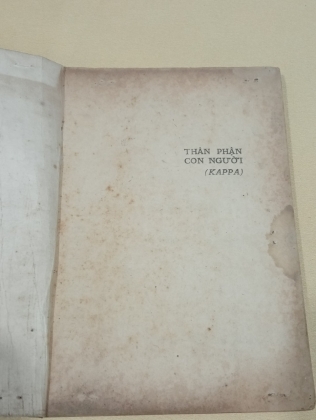 THÂN PHẬN
CON NGƯỜI
(KAPPA)